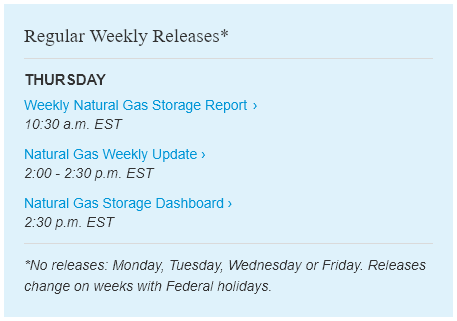 Regular Weekly Releases*
THURSDAY
Weekly Natural Gas Storage Report ›
10:30 a.m. EST
Natural Gas Weekly Update ›
2:00 - 2:30 p.m. EST
Natural Gas Storage Dashboard ›
2:30 p.m. EST
*No releases: Monday, Tuesday, Wednesday or Friday. Releases
change on weeks with Federal holidays.